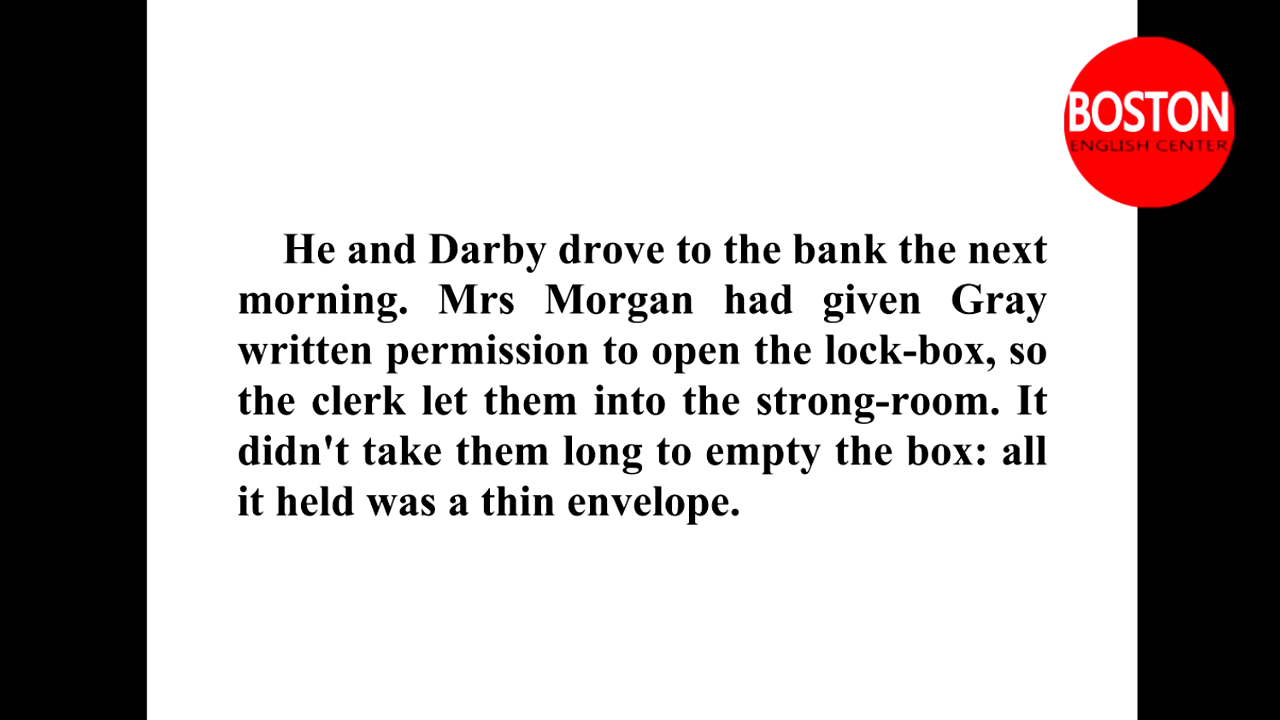 BOSTON
ENGLISH CENTER
He and Darby drove to the bank the next
morning. Mrs Morgan had given Gray
written permission to open the lock-box, so
the clerk let them into the strong-room. It
didn't take them long to empty the box: all
it held was a thin envelope.